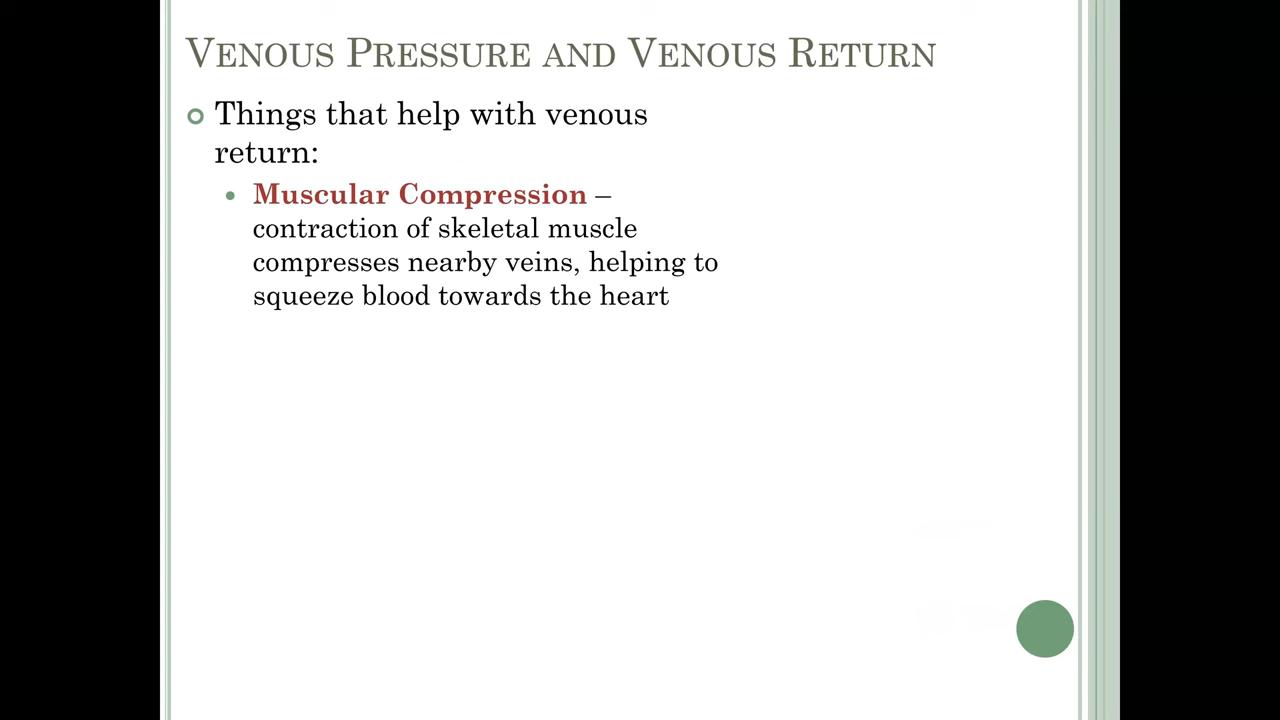 Venous Pressure and Venous Return
Things that help with venous
return:
Muscular Compression –
contraction of skeletal muscle
compresses nearby veins, helping to
squeeze blood towards the heart